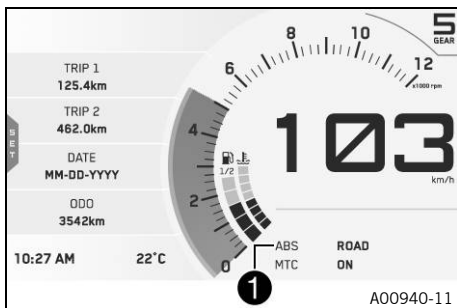 5
GEAR
TRIP 1
125.4km
TRIP 2
462.0km
DATE
MM-DD-YYYY
ODO
3542km
SET
10:27 AM
22°C
0
2
4
6
8
10
12
x1000 rpm
1/2
103
km/h
ABS ROAD
MTC ON
1
A00940-11